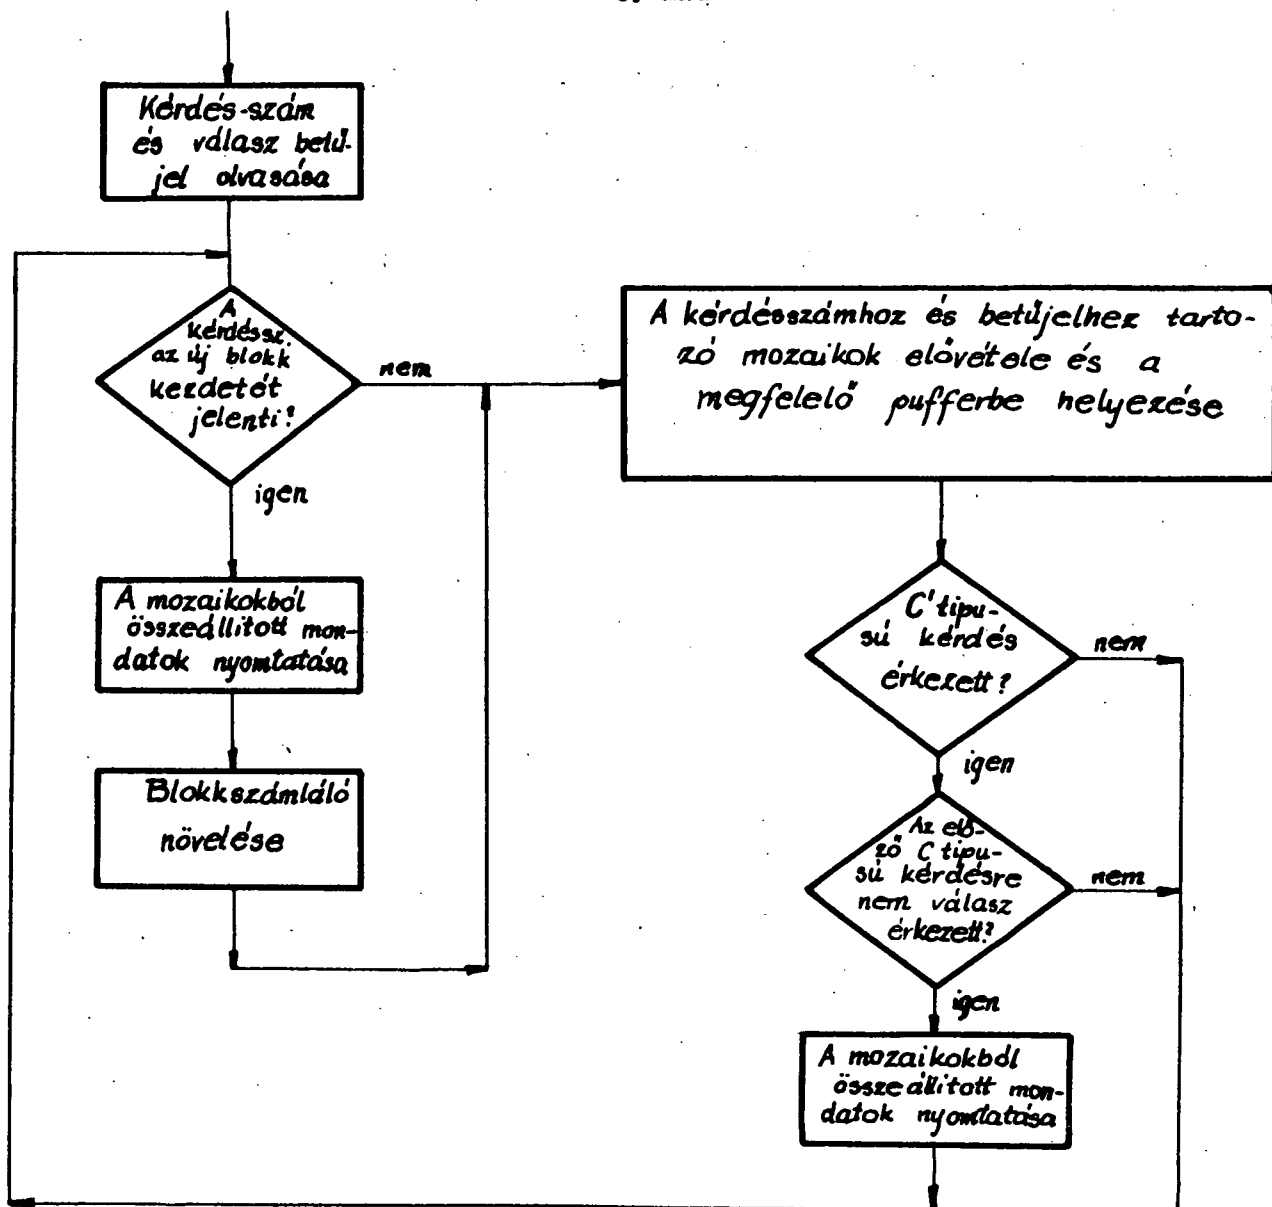 Kérdés-szám
és válasz betű-
jel olvasása
A
kérdéssz.
az új blokk
kezdetét
jelenti?
nem
igen
A mozaikokból
összeállított mon-
datok nyomtatása
Blokkszámláló
növelése
A kérdésszámhoz és betűjelhez tarto-
zó mozaikok elővétele és a
megfelelő pufferbe helyezése
C' tipu-
sú kérdés
érkezett?
nem
igen
Az elő-
ző C tipu-
sú kérdésre
nem válasz
érkezett?
nem
igen
A mozaikokból
összeállított mon-
datok nyomtatása